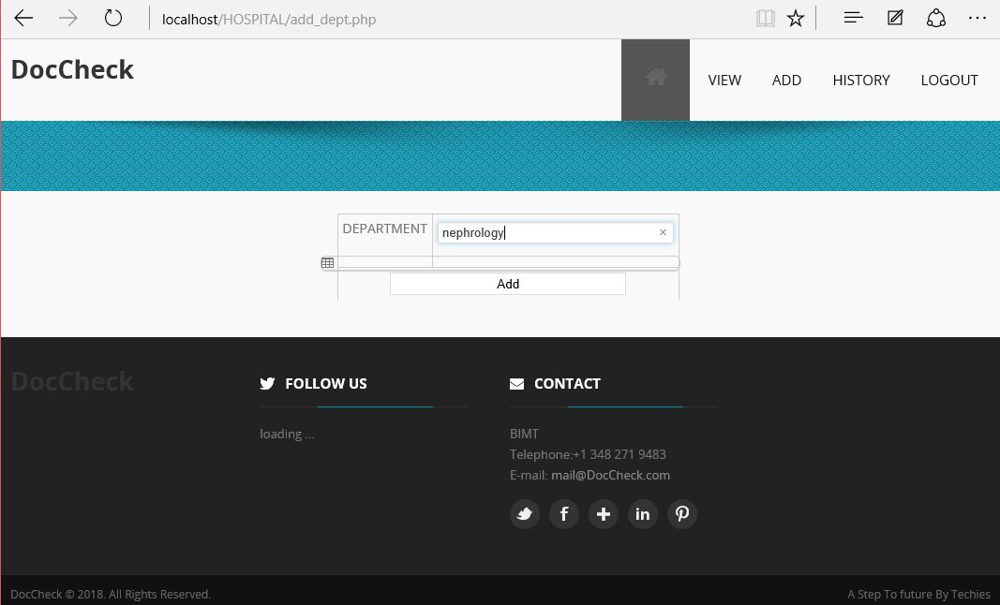 localhost/HOSPITAL/add_dept.php
DocCheck
VIEW ADD HISTORY LOGOUT
DEPARTMENT nephrology ×
Add
DocCheck
FOLLOW US
loading ...
CONTACT
BIMT
Telephone:+1 348 271 9483
E-mail: mail@DocCheck.com
DocCheck © 2018. All Rights Reserved.
A Step To future By Techies